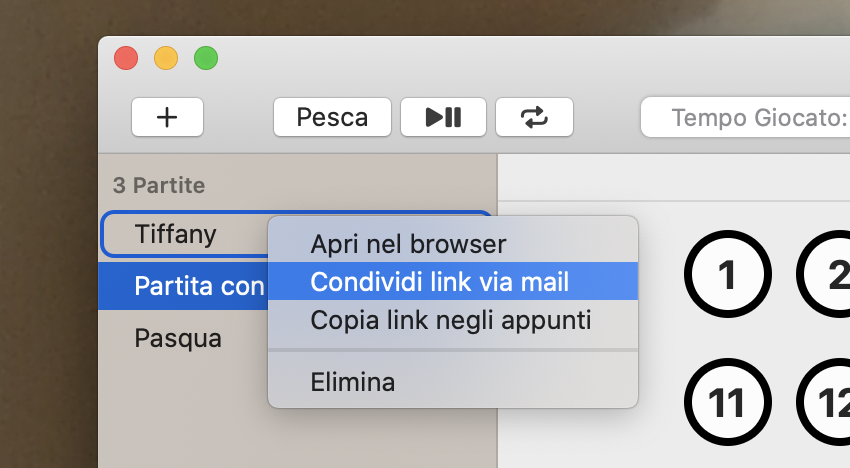 +
Pesca
Tempo Giocato:
3 Partite
Tiffany
Partita con
Pasqua
Apri nel browser
Condividi link via mail
Copia link negli appunti
Elimina
1 2
11 12